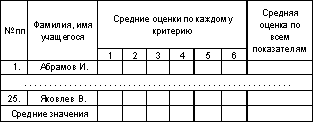 №пп
Фамилия, имя
учащегося
Средние оценки по каждому
критерию
Средняя
оценка по
всем
показателям
1 2 3 4 5 6
1. Абрамов И.
25. Яковлев В.
Средние значения